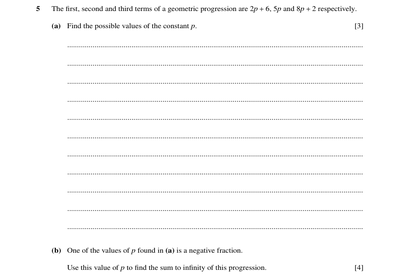 5 The first, second and third terms of a geometric progression are 2p + 6, 5p and 8p + 2 respectively.
(a) Find the possible values of the constant p. [3]
(b) One of the values of p found in (a) is a negative fraction.
Use this value of p to find the sum to infinity of this progression. [4]